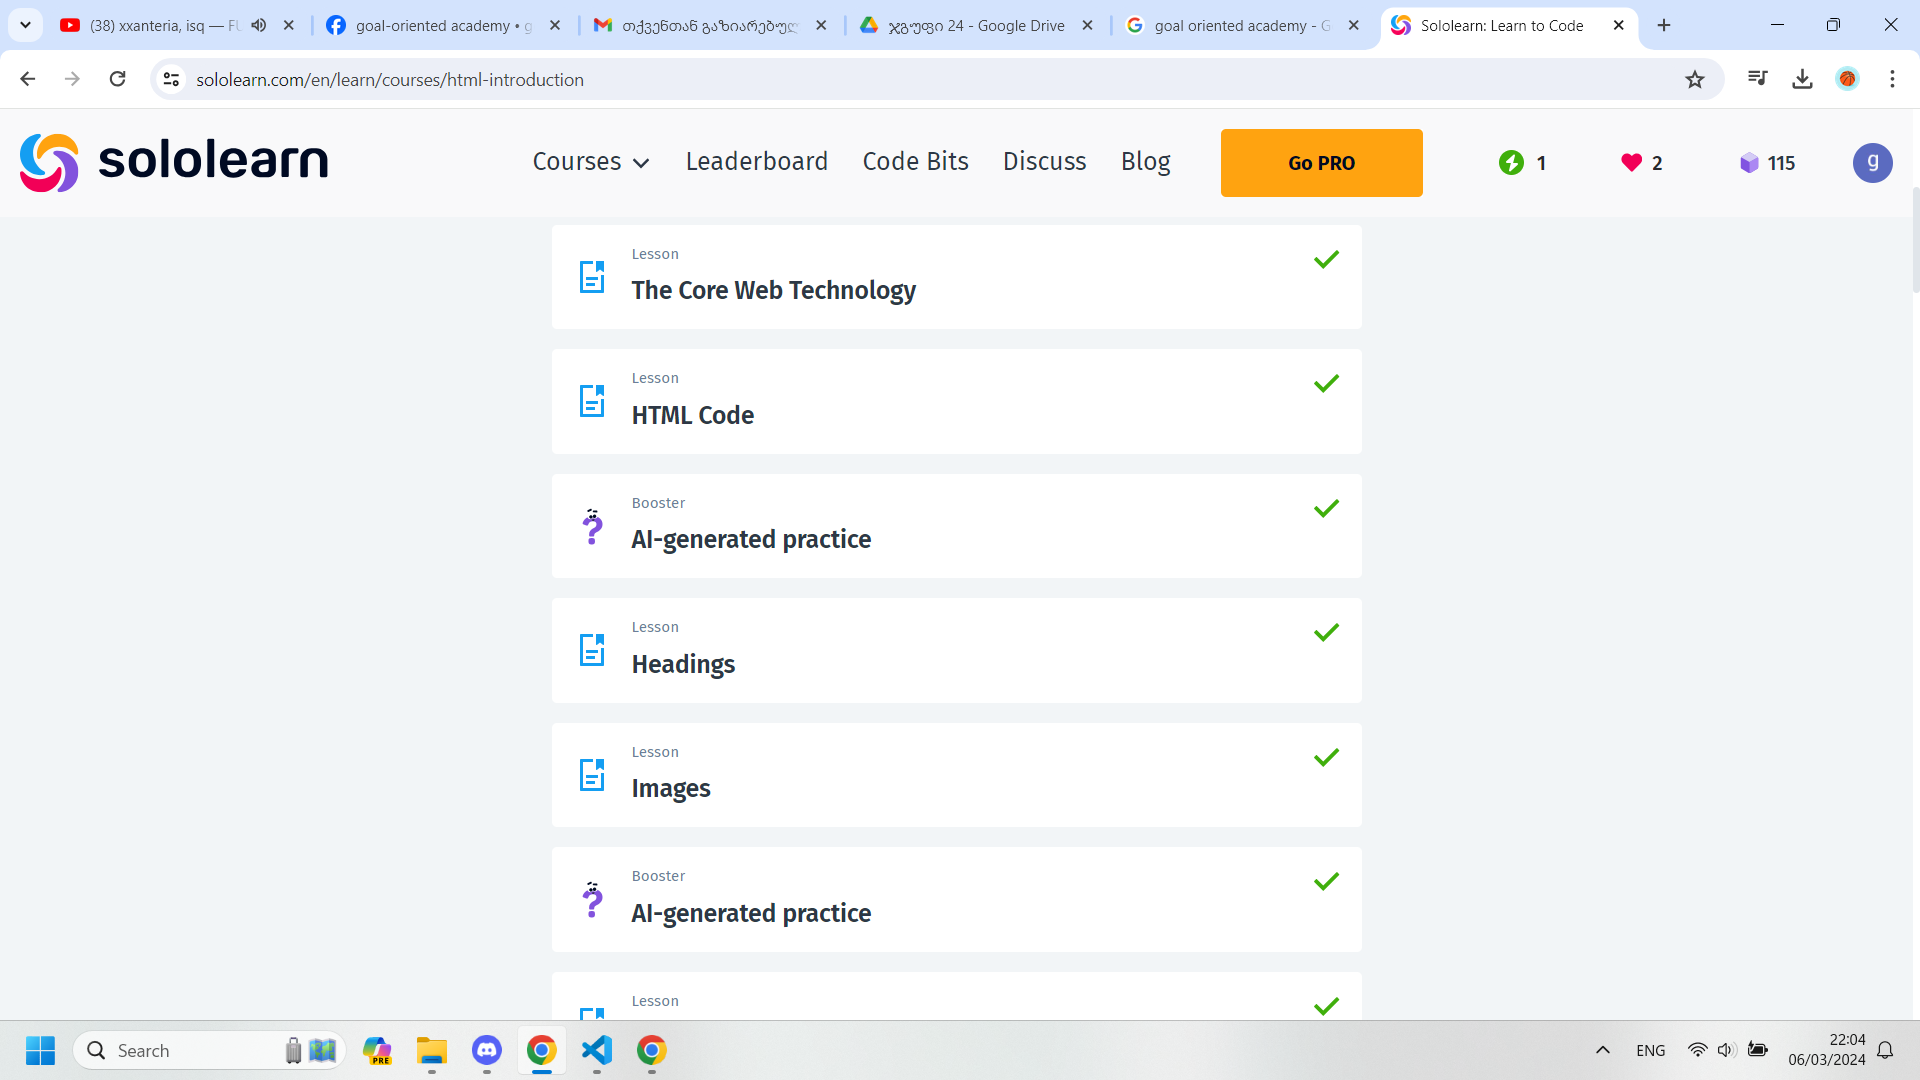 (38) xxanteria, isq —
goal-oriented academy •
თქვენთან გაზიარებულ
ჯგუფი 24 - Google Drive
goal oriented academy - G
Sololearn: Learn to Code
sololearn.com/en/learn/courses/html-introduction
sololearn
Courses
Leaderboard
Code Bits
Discuss
Blog
Go PRO
1
2
115
g
Lesson
The Core Web Technology
Lesson
HTML Code
Booster
AI-generated practice
Lesson
Headings
Lesson
Images
Booster
AI-generated practice
Lesson
Search
PRE
ENG
22:04
06/03/2024